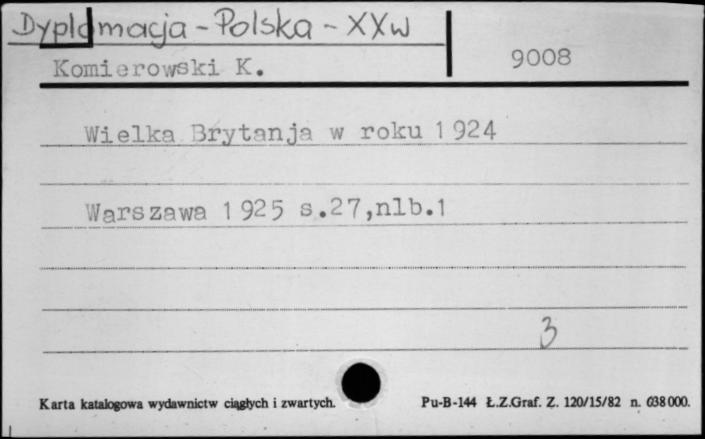 Dyplomacja - Polska - XXw
Komierowski K.
9008
Wielka Brytanja w roku 1924
Warszawa 1925 s.27,nlb.1
3
Karta katalogowa wydawnictw ciągłych i zwartych.
Pu-B-144 Ł.Z.Graf. Z. 120/15/82 n. 038 000.